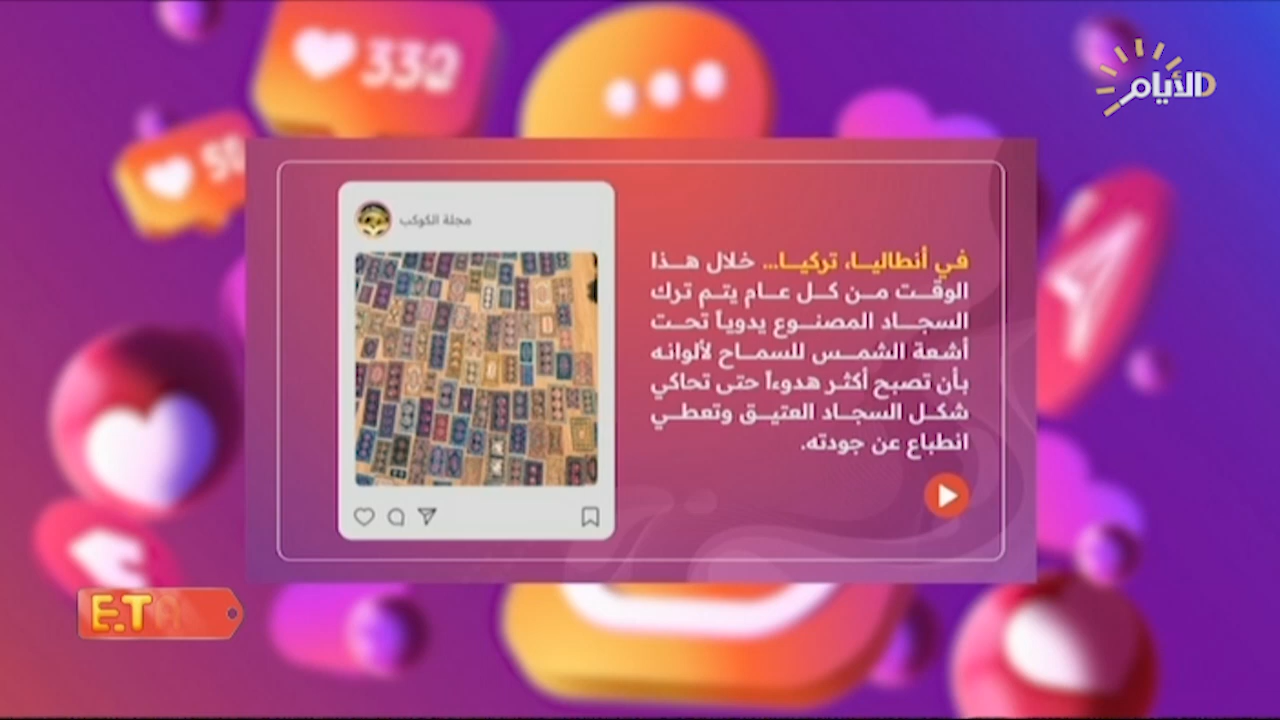 332
50
الأيام
مجلة الكوكب
في أنطاليا، تركيا... خلال هذا
الوقت من كل عام يتم ترك
السجاد المصنوع يدوياً تحت
أشعة الشمس للسماح لألوانه
بأن تصبح أكثر هدوءاً حتى تحاكي
شكل السجاد العتيق وتعطي
انطباع عن جودته.
E.T